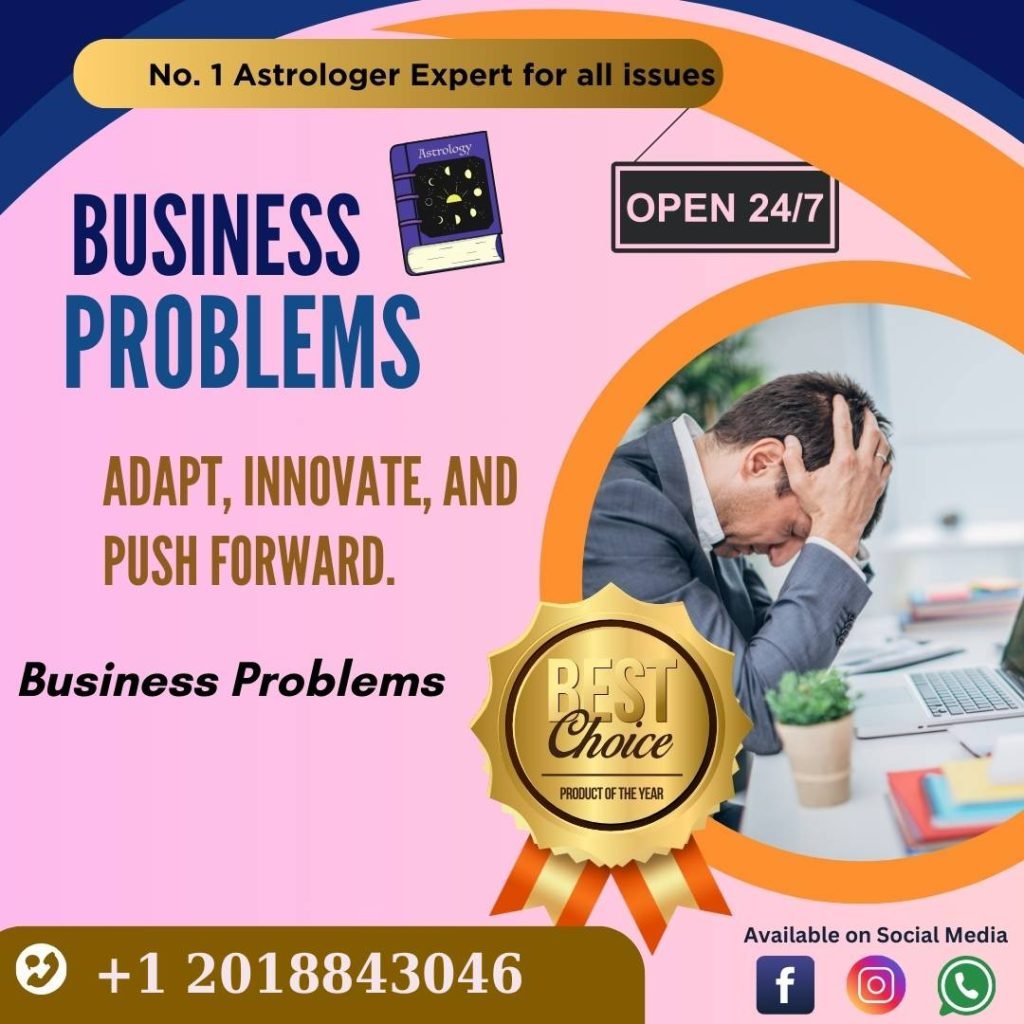 No. 1 Astrologer Expert for all issues
Astrology
OPEN 24/7
BUSINESS
PROBLEMS
ADAPT, INNOVATE, AND
PUSH FORWARD.
Business Problems
BEST
Choice
PRODUCT OF THE YEAR
Available on Social Media
+1 2018843046
f